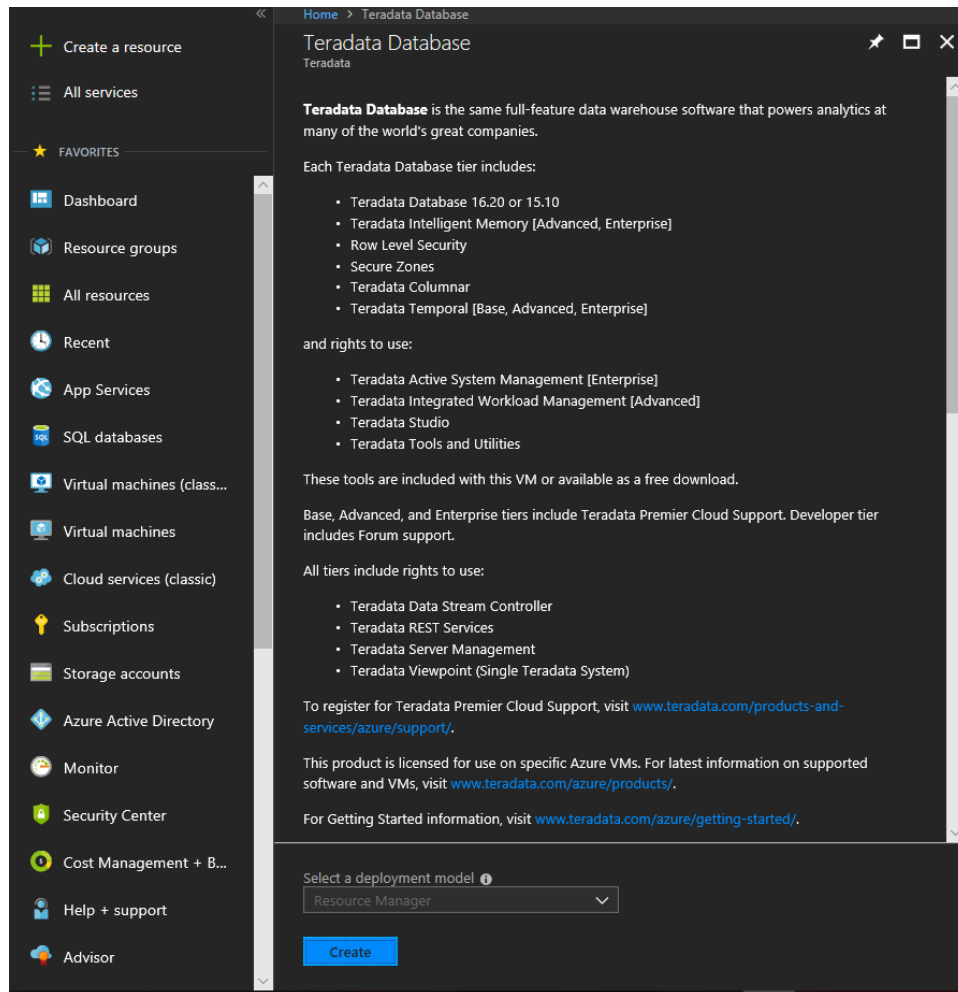 «
Create a resource
All services
FAVORITES
Dashboard
Resource groups
All resources
Recent
App Services
SQL databases
Virtual machines (class...
Virtual machines
Cloud services (classic)
Subscriptions
Storage accounts
Azure Active Directory
Monitor
Security Center
Cost Management + B...
Help + support
Advisor
Home > Teradata Database
Teradata Database
Teradata
Teradata Database is the same full-feature data warehouse software that powers analytics at
many of the world's great companies.
Each Teradata Database tier includes:
• Teradata Database 16.20 or 15.10
• Teradata Intelligent Memory [Advanced, Enterprise]
• Row Level Security
• Secure Zones
• Teradata Columnar
• Teradata Temporal [Base, Advanced, Enterprise]
and rights to use:
• Teradata Active System Management [Enterprise]
• Teradata Integrated Workload Management [Advanced]
• Teradata Studio
• Teradata Tools and Utilities
These tools are included with this VM or available as a free download.
Base, Advanced, and Enterprise tiers include Teradata Premier Cloud Support. Developer tier
includes Forum support.
All tiers include rights to use:
• Teradata Data Stream Controller
• Teradata REST Services
• Teradata Server Management
• Teradata Viewpoint (Single Teradata System)
To register for Teradata Premier Cloud Support, visit www.teradata.com/products-and-
services/azure/support/.
This product is licensed for use on specific Azure VMs. For latest information on supported
software and VMs, visit www.teradata.com/azure/products/.
For Getting Started information, visit www.teradata.com/azure/getting-started/.
Select a deployment model
Resource Manager
Create